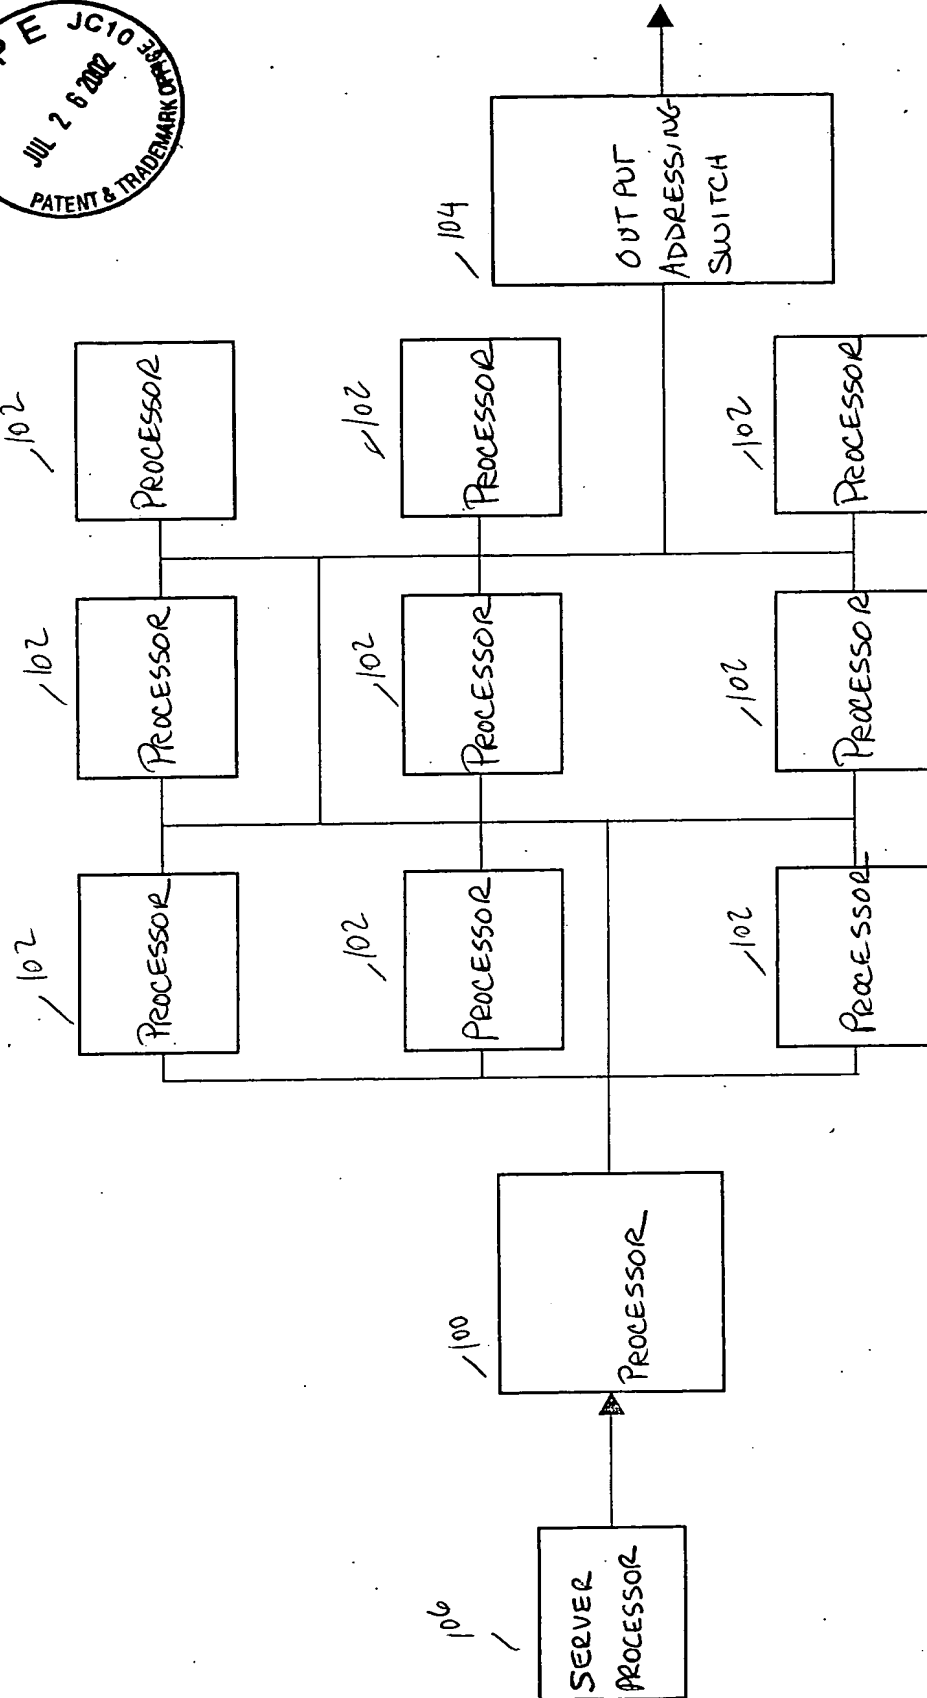 P E JC10
JUL 2 6 2002
PATENT & TRADEMARK OFFICE
102
PROCESSOR
102
PROCESSOR
102
PROCESSOR
102
PROCESSOR
102
PROCESSOR
102
PROCESSOR
102
PROCESSOR
102
PROCESSOR
102
PROCESSOR
104
OUTPUT
ADDRESSING
SWITCH
100
PROCESSOR
106
SERVER
PROCESSOR